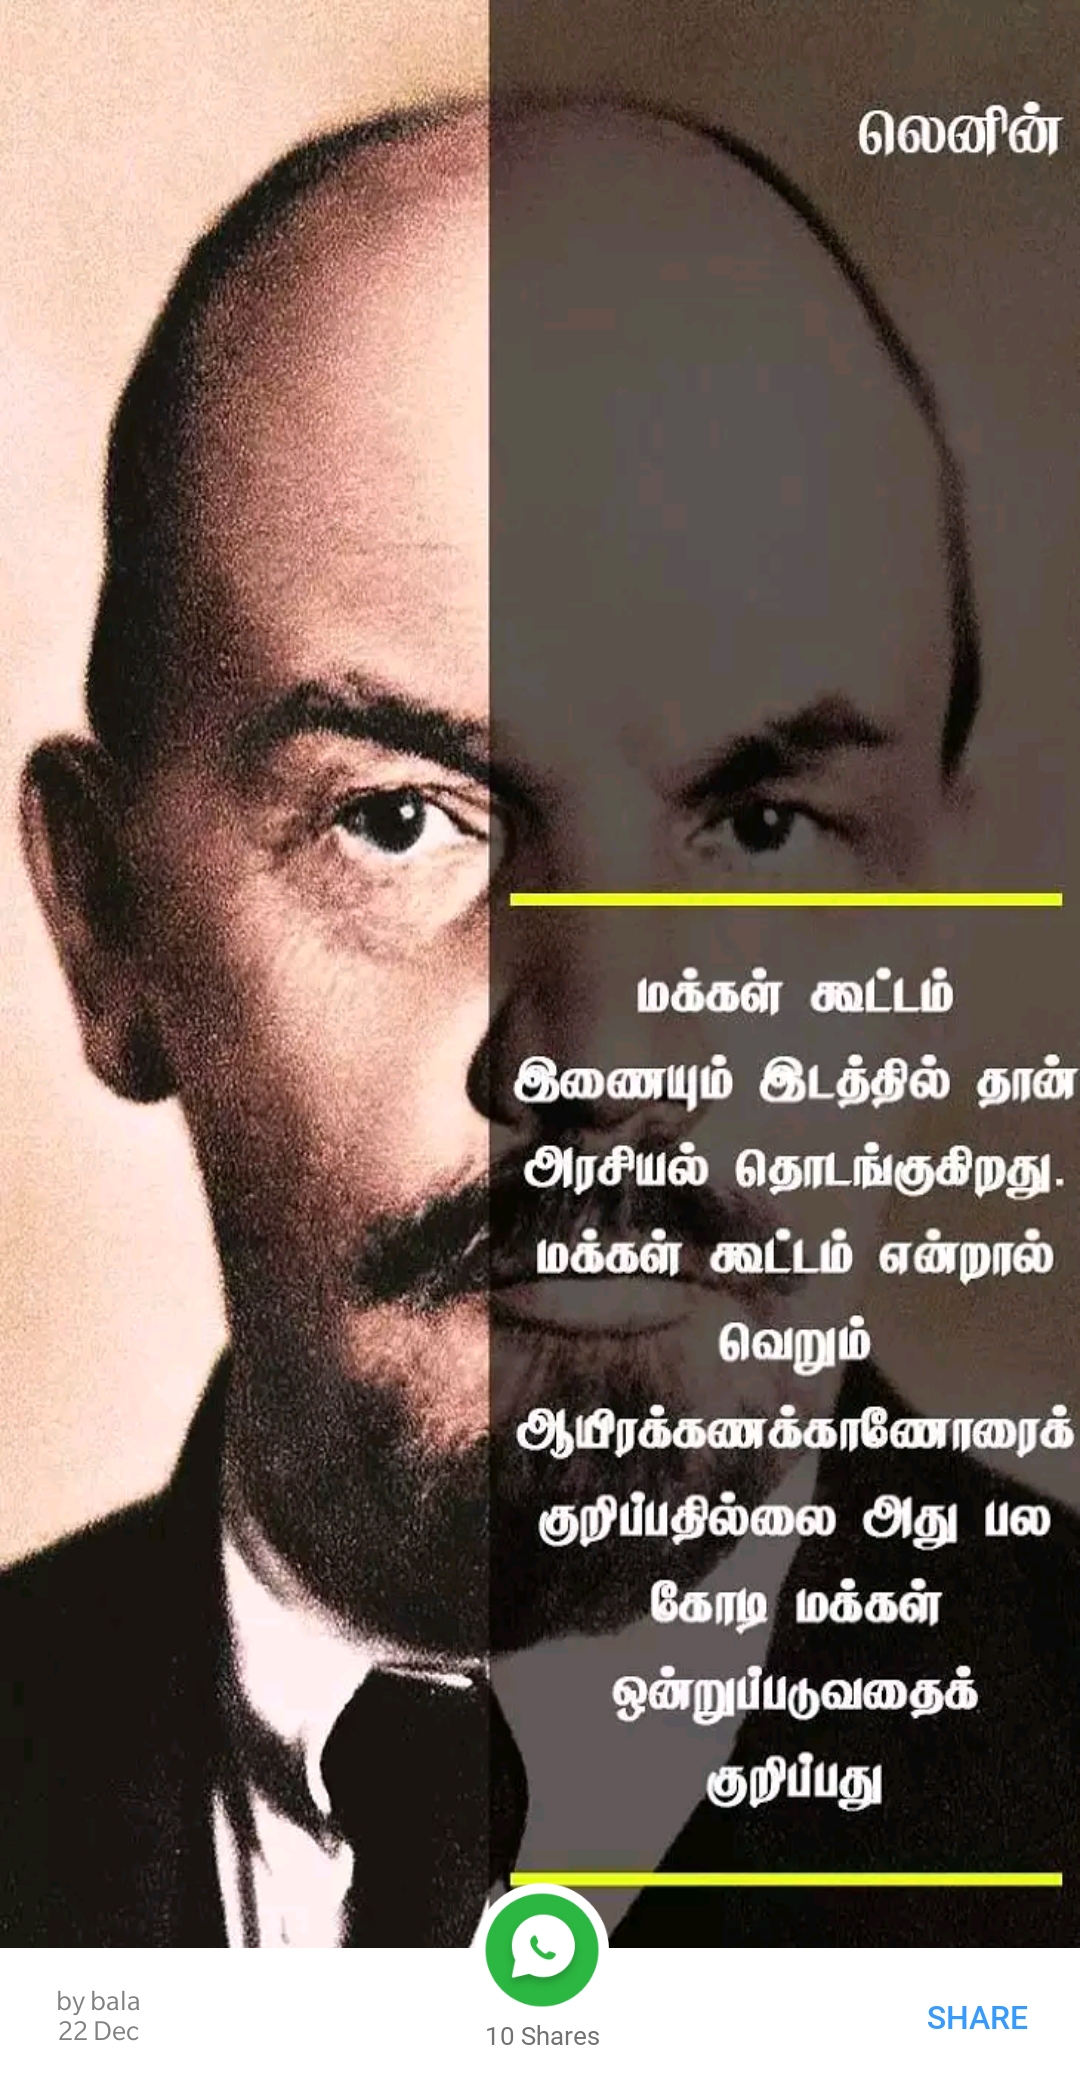 லெனின்
மக்கள் கூட்டம்
இணையும் இடத்தில் தான்
அரசியல் தொடங்குகிறது.
மக்கள் கூட்டம் என்றால்
வெறும்
ஆயிரக்கணக்காணோரைக்
குறிப்பதில்லை அது பல
கோடி மக்கள்
ஒன்றுப்படுவதைக்
குறிப்பது
by bala
22 Dec
10 Shares
SHARE